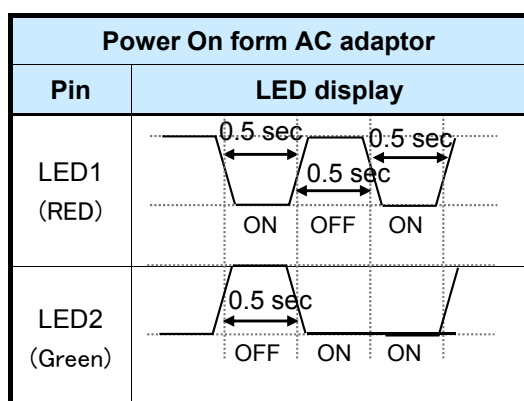 Power On form AC adaptor
Pin LED display
0.5 sec 0.5 sec
LED1 0.5 sec
(RED)
ON OFF ON
0.5 sec
LED2
(Green) OFF ON ON